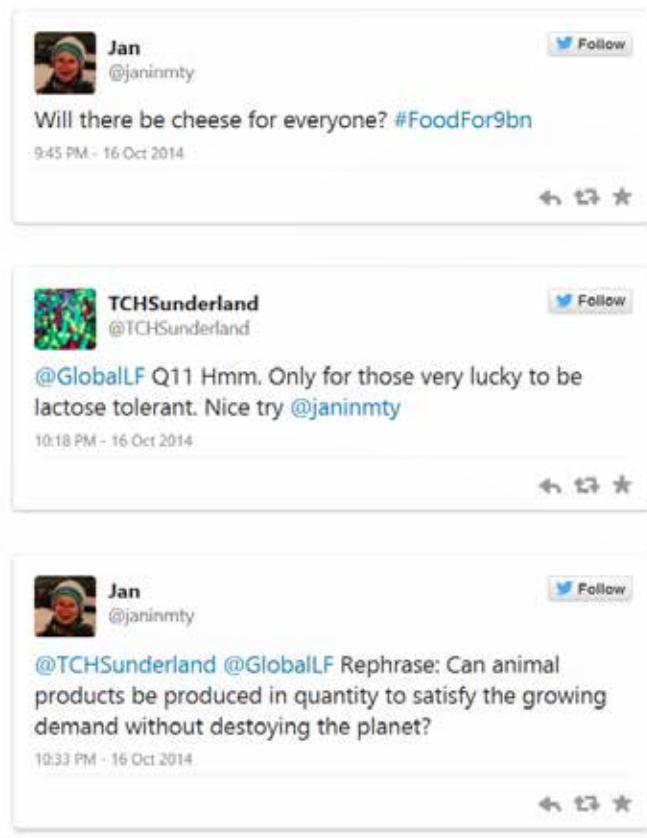 Jan
Follow
@janinmty
Will there be cheese for everyone? #FoodFor9bn
9:45 PM - 16 Oct 2014
TCHSunderland
Follow
@TCHSunderland
@GlobalLF Q11 Hmm. Only for those very lucky to be
lactose tolerant. Nice try @janinmty
10:18 PM - 16 Oct 2014
Jan
Follow
@janinmty
@TCHSunderland @GlobalLF Rephrase: Can animal
products be produced in quantity to satisfy the growing
demand without destoying the planet?
10:33 PM - 16 Oct 2014